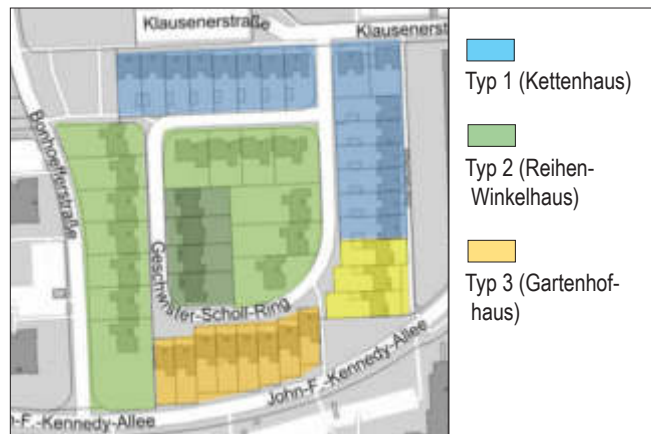 Klausenerstraße
Klausenerst
Bonhoefferstraße
Geschwister-Scholl-Ring
John-F.-Kennedy-Allee
n-F.-Kennedy-Allee
Typ 1 (Kettenhaus)
Typ 2 (Reihen-
Winkelhaus)
Typ 3 (Gartenhof-
haus)